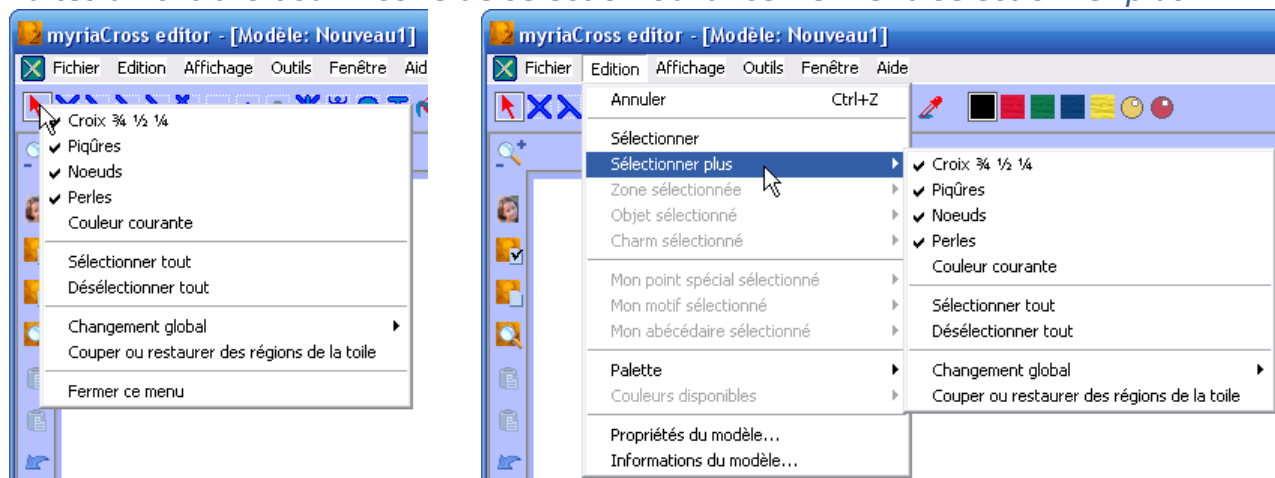 myriaCross editor - [Modèle: Nouveau1]
Fichier Edition Affichage Outils Fenêtre Aid
Croix ¾ ½ ¼
Piqûres
Noeuds
Perles
Couleur courante
Sélectionner tout
Désélectionner tout
Changement global
Couper ou restaurer des régions de la toile
Fermer ce menu
myriaCross editor - [Modèle: Nouveau1]
Fichier Edition Affichage Outils Fenêtre Aide
Annuler Ctrl+Z
Sélectionner
Sélectionner plus
Zone sélectionnée
Objet sélectionné
Charm sélectionné
Mon point spécial sélectionné
Mon motif sélectionné
Mon abécédaire sélectionné
Palette
Couleurs disponibles
Propriétés du modèle...
Informations du modèle...
Croix ¾ ½ ¼
Piqûres
Noeuds
Perles
Couleur courante
Sélectionner tout
Désélectionner tout
Changement global
Couper ou restaurer des régions de la toile